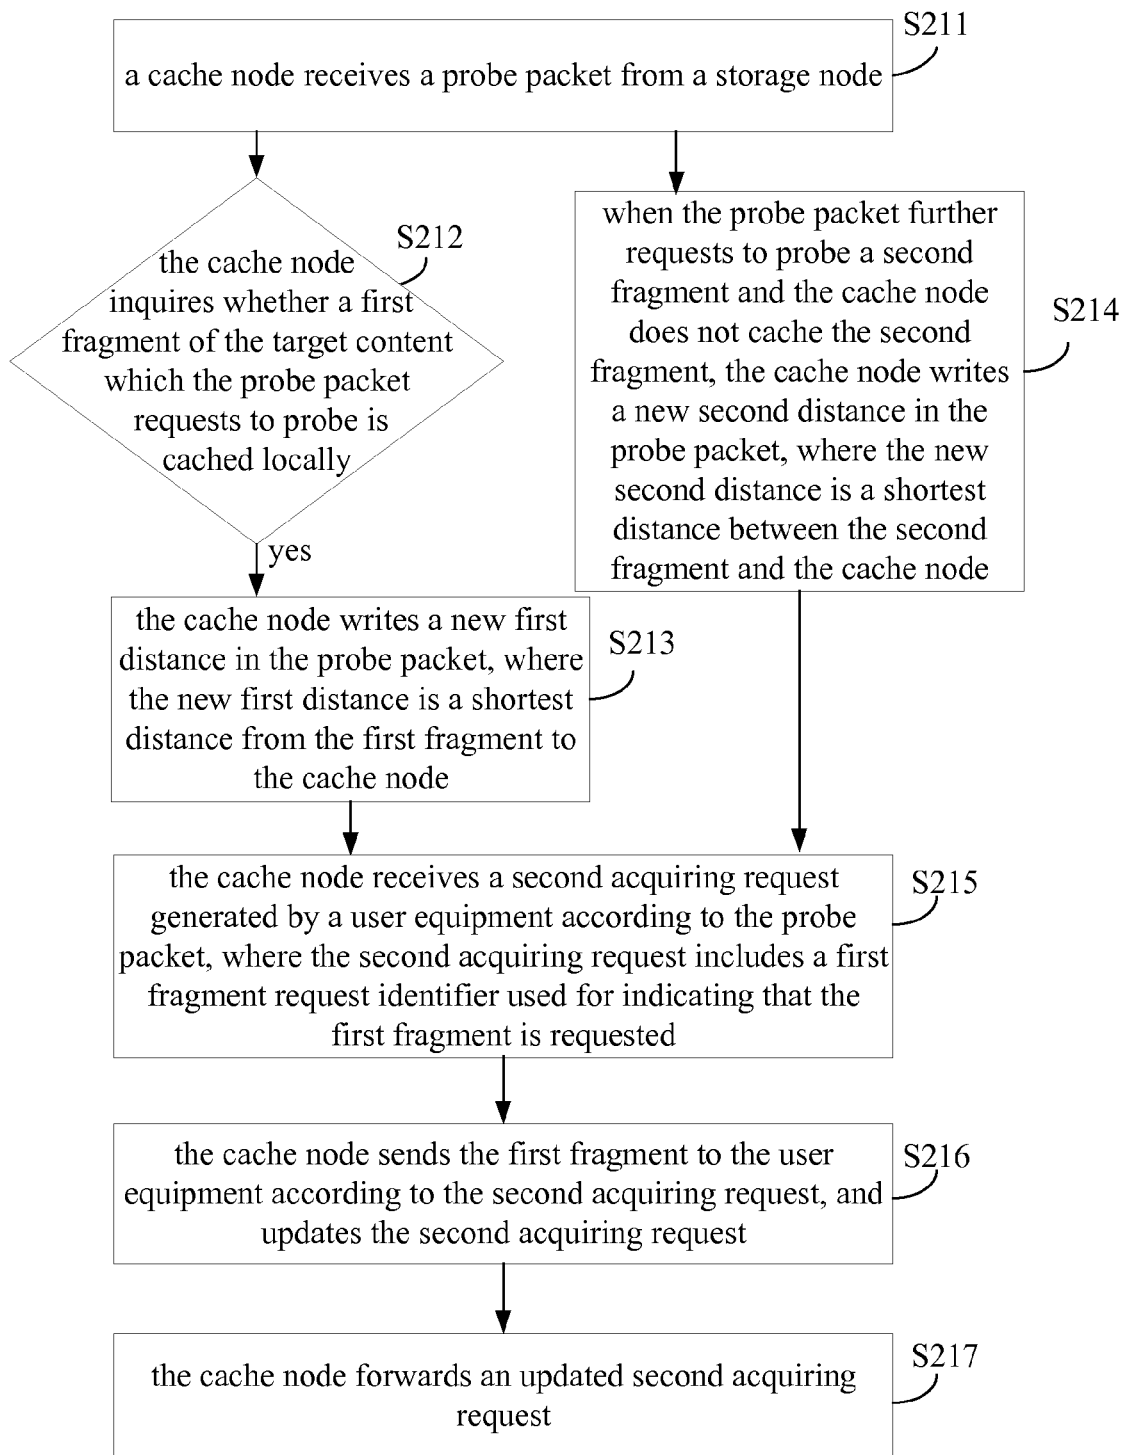 S211
a cache node receives a probe packet from a storage node
S212
the cache node
inquires whether a first
fragment of the target content
which the probe packet
requests to probe is
cached locally
yes
when the probe packet further
requests to probe a second
fragment and the cache node
does not cache the second
fragment, the cache node writes
a new second distance in the
probe packet, where the new
second distance is a shortest
distance between the second
fragment and the cache node
S214
the cache node writes a new first
distance in the probe packet, where
the new first distance is a shortest
distance from the first fragment to
the cache node
S213
the cache node receives a second acquiring request
generated by a user equipment according to the probe
packet, where the second acquiring request includes a first
fragment request identifier used for indicating that the
first fragment is requested
S215
the cache node sends the first fragment to the user
equipment according to the second acquiring request, and
updates the second acquiring request
S216
the cache node forwards an updated second acquiring
request
S217